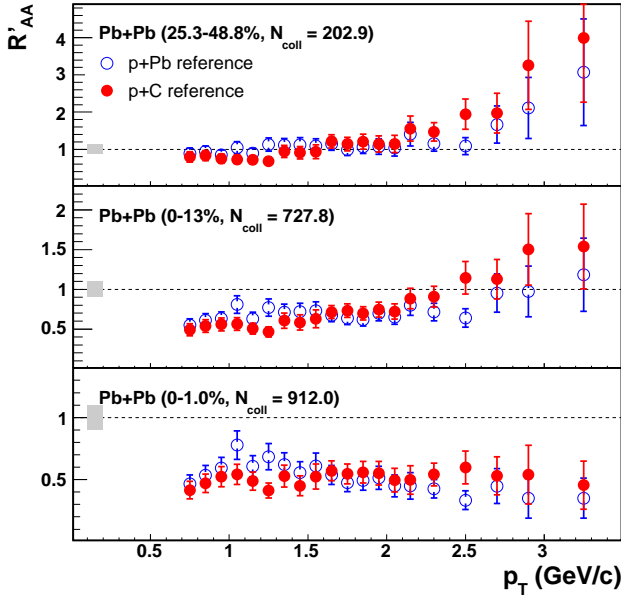 R'AA
Pb+Pb (25.3-48.8%, Ncoll = 202.9)
p+Pb reference
p+C reference
4
3
2
1
Pb+Pb (0-13%, Ncoll = 727.8)
2
1.5
1
0.5
Pb+Pb (0-1.0%, Ncoll = 912.0)
1
0.5
0.5 1 1.5 2 2.5 3
pT (GeV/c)